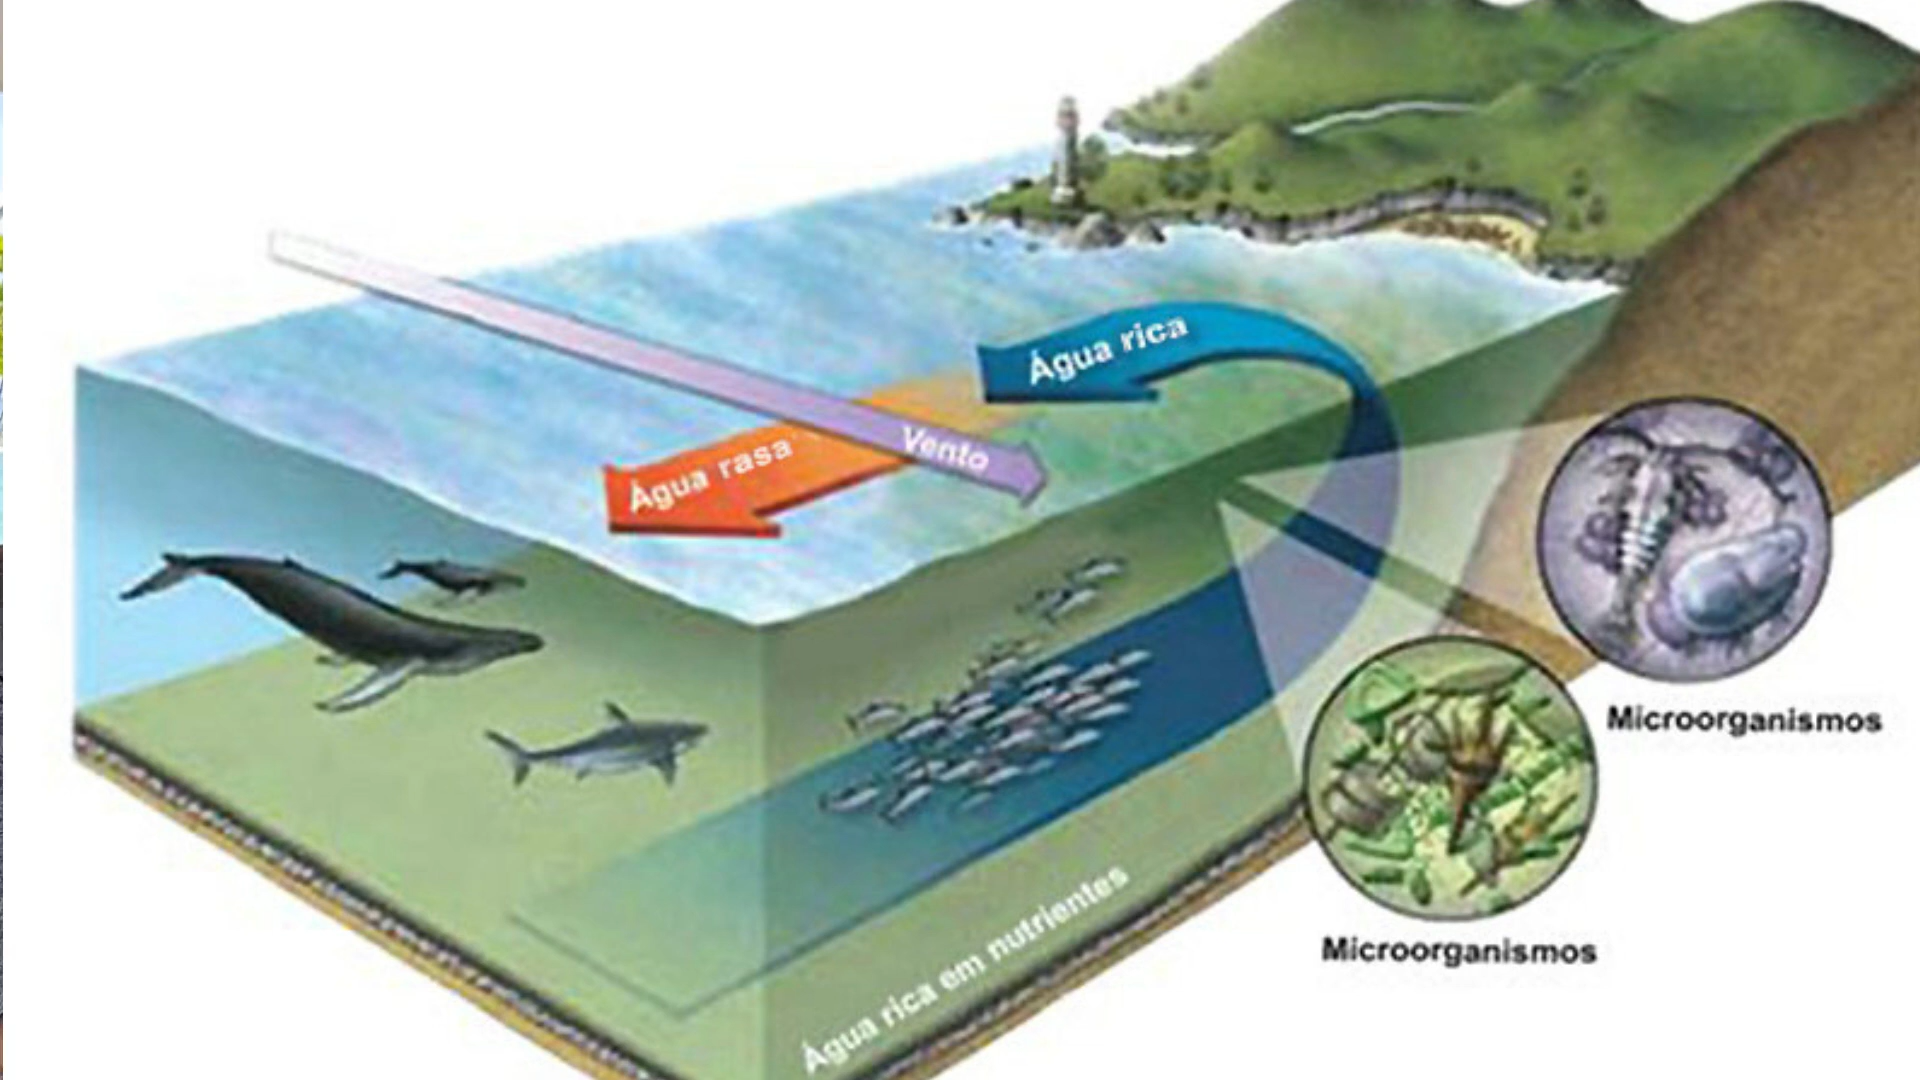 Água rica
Vento
Água rasa
Microorganismos
Microorganismos
Água rica em nutrientes